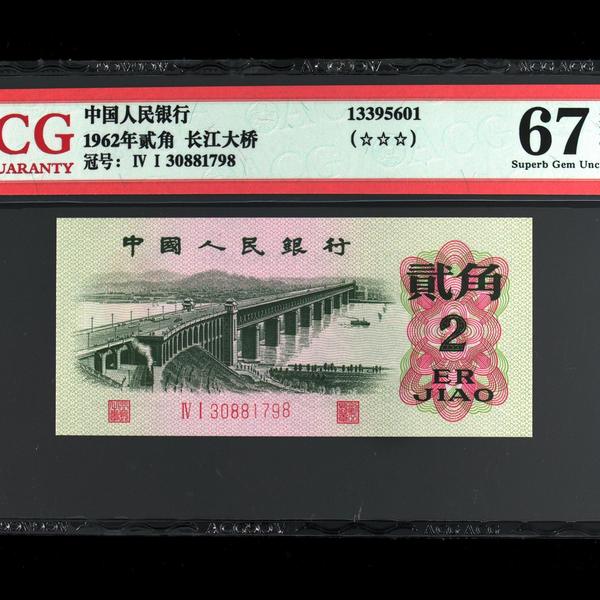 CG
GUARANTY
中国人民银行
1962年贰角 长江大桥
冠号: Ⅳ Ⅰ 30881798
13395601
(☆☆☆)
67
Superb Gem Unc
中國人民銀行
貳角
2
ER
JIAO
Ⅳ Ⅰ 30881798